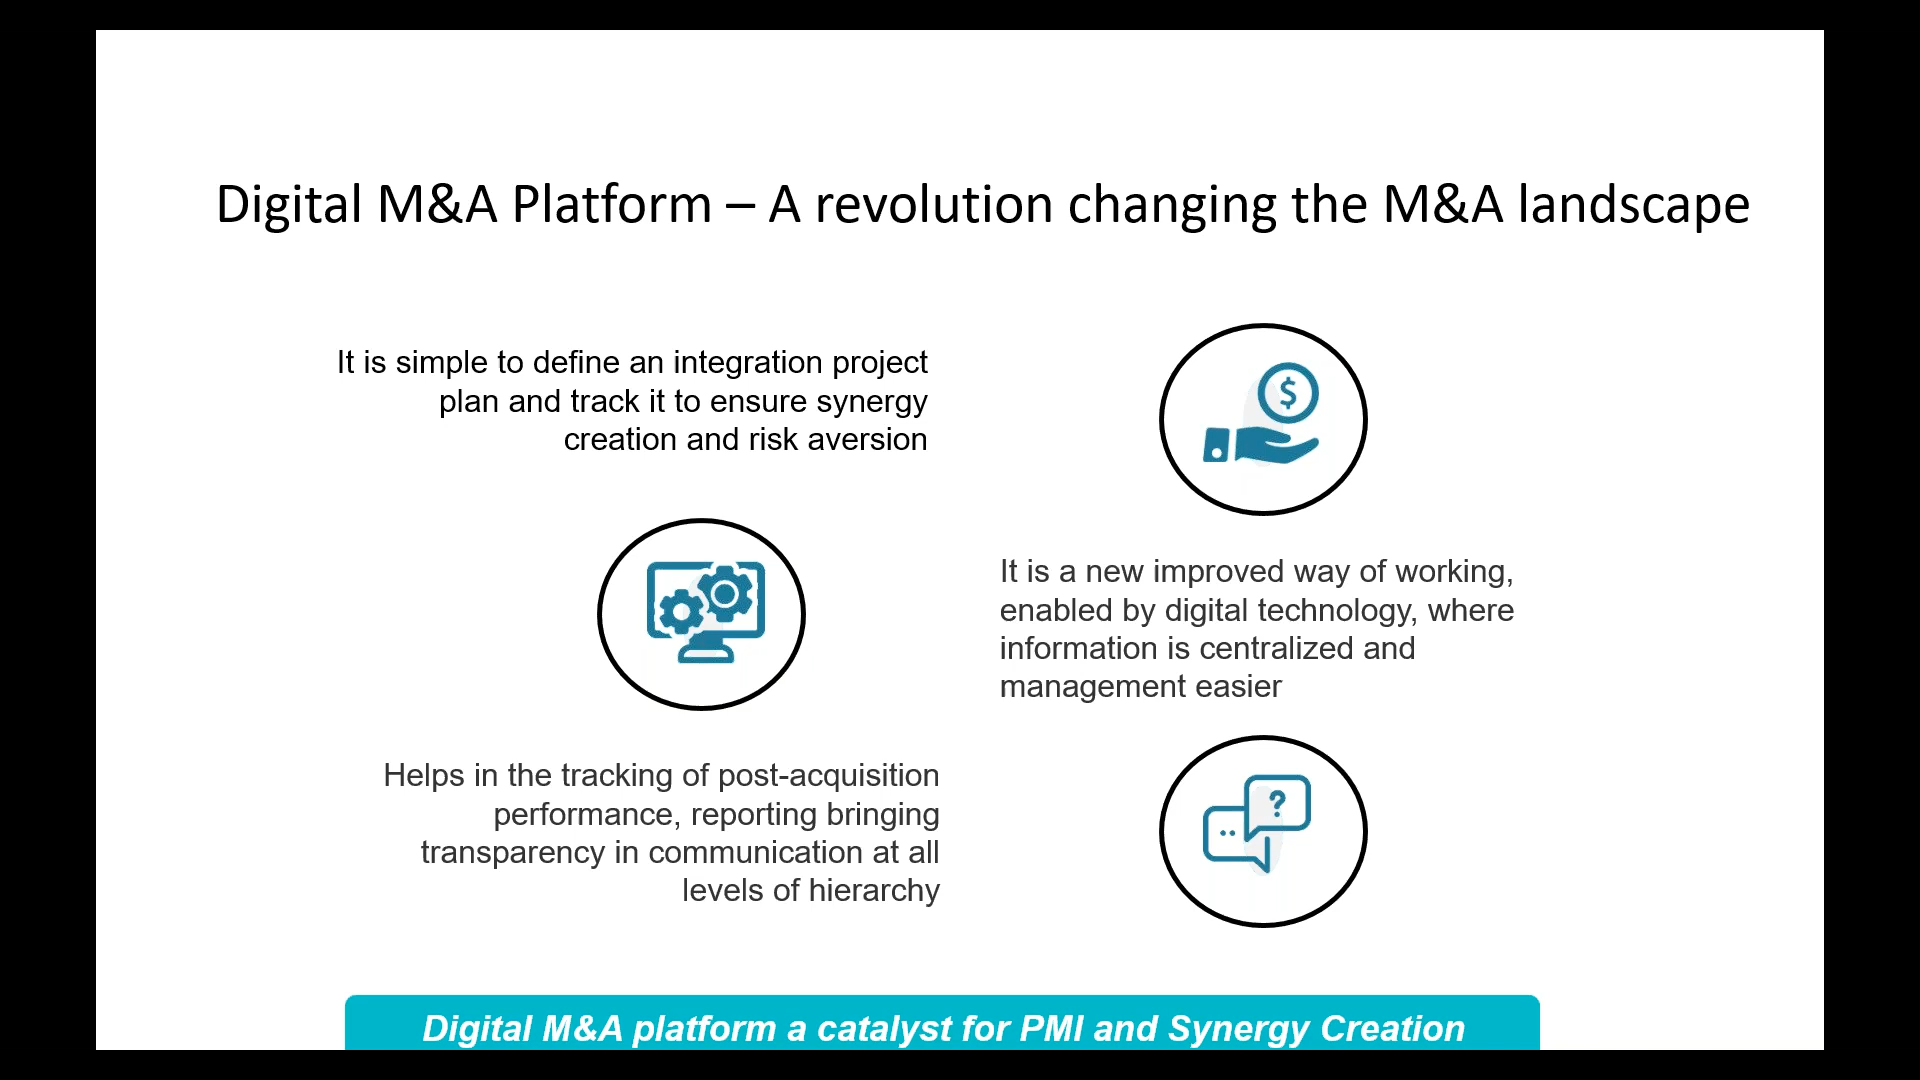 Digital M&A Platform – A revolution changing the M&A landscape
It is simple to define an integration project
plan and track it to ensure synergy
creation and risk aversion
$
It is a new improved way of working,
enabled by digital technology, where
information is centralized and
management easier
Helps in the tracking of post-acquisition
performance, reporting bringing
transparency in communication at all
levels of hierarchy
?
Digital M&A platform a catalyst for PMI and Synergy Creation